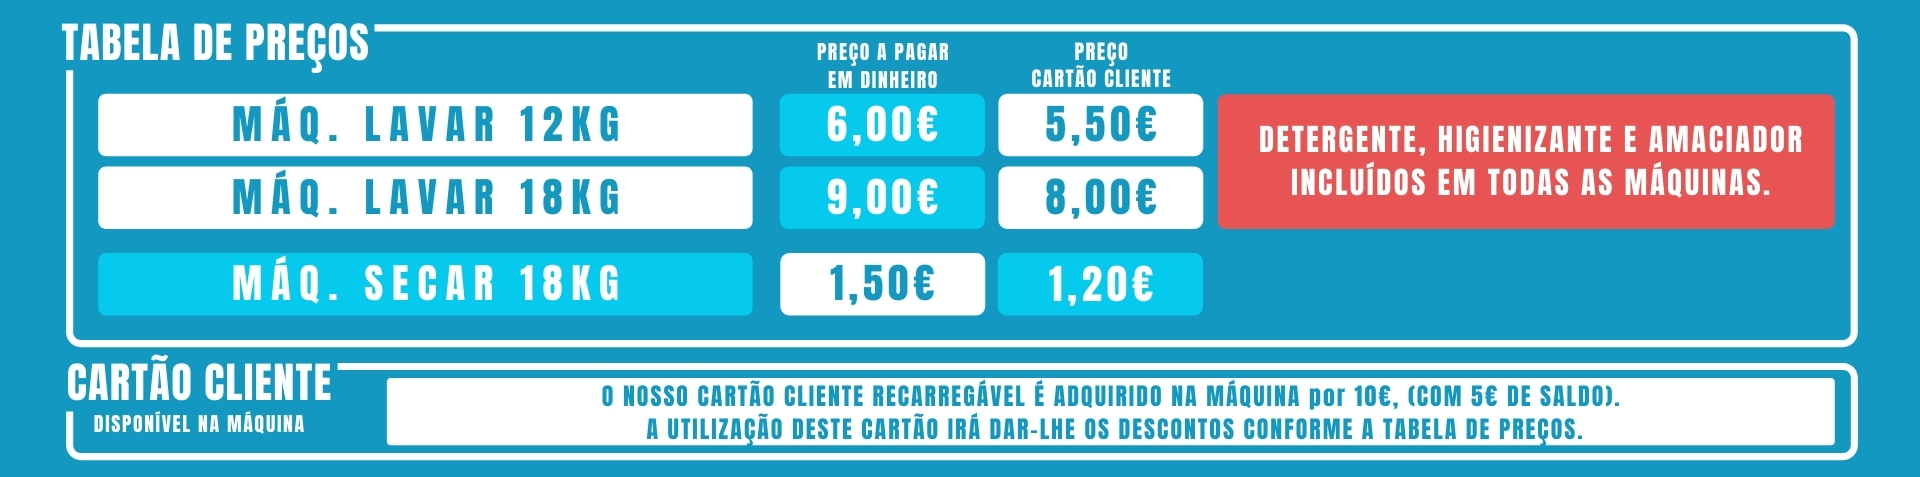 TABELA DE PREÇOS
PREÇO A PAGAR
EM DINHEIRO
PREÇO
CARTÃO CLIENTE
MÁQ. LAVAR 12KG 6,00€ 5,50€
MÁQ. LAVAR 18KG 9,00€ 8,00€
MÁQ. SECAR 18KG 1,50€ 1,20€
DETERGENTE, HIGIENIZANTE E AMACIADOR
INCLUÍDOS EM TODAS AS MÁQUINAS.
CARTÃO CLIENTE
DISPONÍVEL NA MÁQUINA
O NOSSO CARTÃO CLIENTE RECARREGÁVEL É ADQUIRIDO NA MÁQUINA por 10€, (COM 5€ DE SALDO).
A UTILIZAÇÃO DESTE CARTÃO IRÁ DAR-LHE OS DESCONTOS CONFORME A TABELA DE PREÇOS.